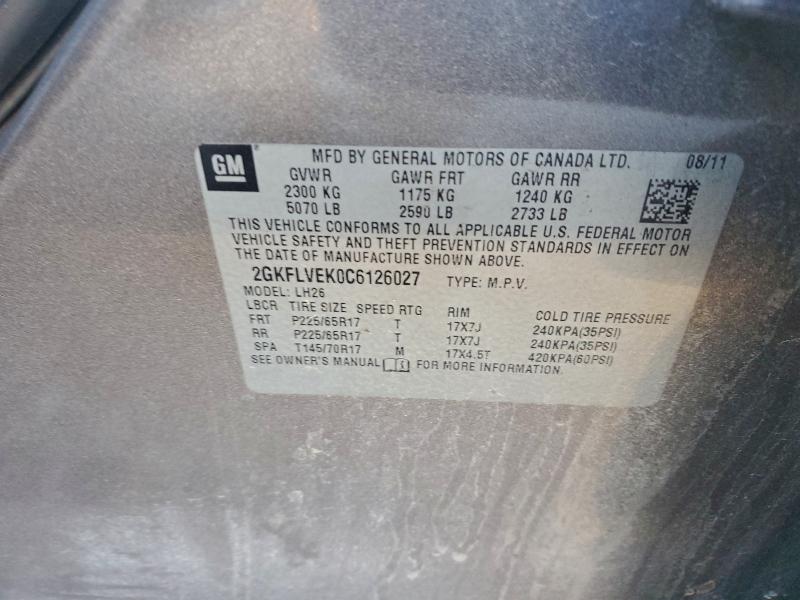 GM MFD BY GENERAL MOTORS OF CANADA LTD. 08/11
GVWR GAWR FRT GAWR RR
2300 KG 1175 KG 1240 KG
5070 LB 2590 LB 2733 LB
THIS VEHICLE CONFORMS TO ALL APPLICABLE U.S. FEDERAL MOTOR
VEHICLE SAFETY AND THEFT PREVENTION STANDARDS IN EFFECT ON
THE DATE OF MANUFACTURE SHOWN ABOVE.
2GKFLVEK0C6126027 TYPE: M.P.V.
MODEL: LH26
LBCR TIRE SIZE SPEED RTG RIM COLD TIRE PRESSURE
FRT P225/65R17 T 17X7J 240KPA(35PSI)
RR P225/65R17 T 17X7J 240KPA(35PSI)
SPA T145/70R17 M 17X4.5T 420KPA(60PSI)
SEE OWNER'S MANUAL FOR MORE INFORMATION.